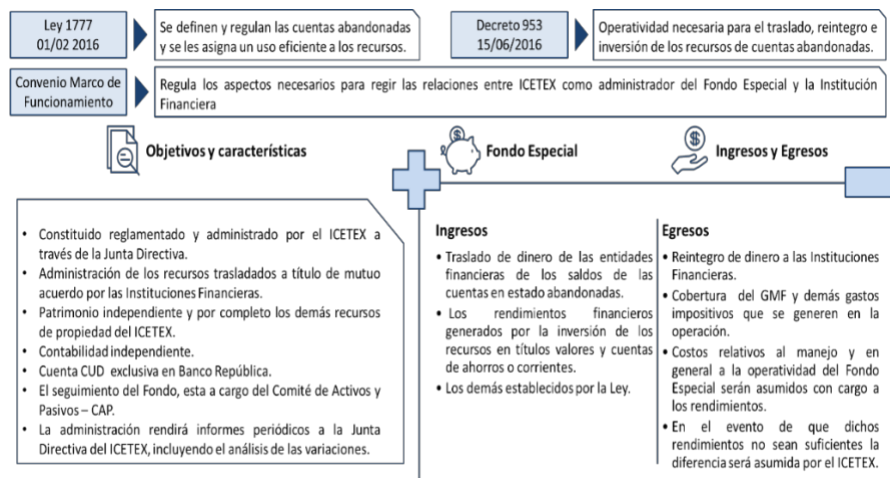 Ley 1777
01/02 2016
Se definen y regulan las cuentas abandonadas
y se les asigna un uso eficiente a los recursos.
Decreto 953
15/06/2016
Operatividad necesaria para el traslado, reintegro e
inversión de los recursos de cuentas abandonadas.
Convenio Marco de
Funcionamiento
Regula los aspectos necesarios para regir las relaciones entre ICETEX como administrador del Fondo Especial y la Institución
Financiera
Objetivos y características
Fondo Especial
Ingresos y Egresos
• Constituido reglamentado y administrado por el ICETEX a
través de la Junta Directiva.
• Administración de los recursos trasladados a título de mutuo
acuerdo por las Instituciones Financieras.
• Patrimonio independiente y por completo los demás recursos
de propiedad del ICETEX.
• Contabilidad independiente.
• Cuenta CUD exclusiva en Banco República.
• El seguimiento del Fondo, esta a cargo del Comité de Activos y
Pasivos – CAP.
• La administración rendirá informes periódicos a la Junta
Directiva del ICETEX, incluyendo el análisis de las variaciones.
Ingresos
• Traslado de dinero de las entidades
financieras de los saldos de las
cuentas en estado abandonadas.
• Los rendimientos financieros
generados por la inversión de los
recursos en títulos valores y cuentas
de ahorros o corrientes.
• Los demás establecidos por la Ley.
Egresos
• Reintegro de dinero a las Instituciones
Financieras.
• Cobertura del GMF y demás gastos
impositivos que se generen en la
operación.
• Costos relativos al manejo y en
general a la operatividad del Fondo
Especial serán asumidos con cargo a
los rendimientos.
• En el evento de que dichos
rendimientos no sean suficientes la
diferencia será asumida por el ICETEX.